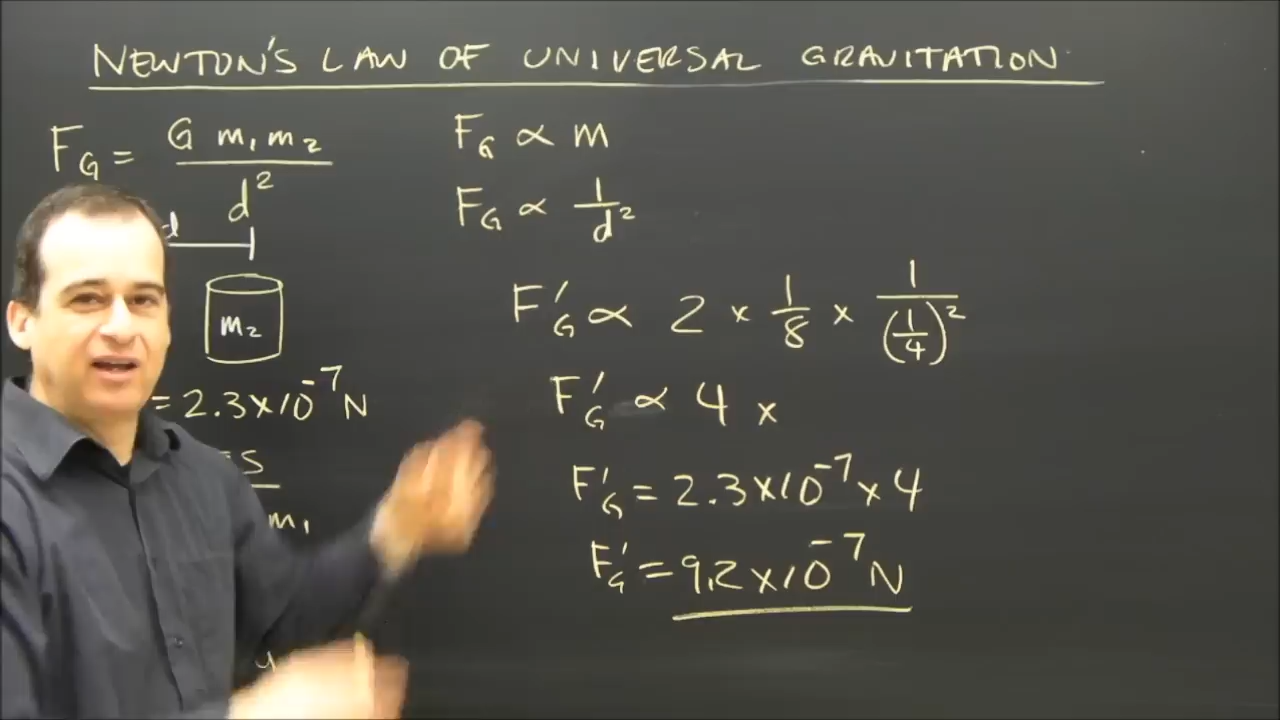 NEWTON'S LAW OF UNIVERSAL GRAVITATION
F_G = G m₁m₂ / d²
d
m₂
= 2.3×10⁻⁷ N
m₁
F_G ∝ m
F_G ∝ 1/d²
F'_G ∝ 2 × 1/8 × 1/(1/4)²
F'_G ∝ 4 ×
F'_G = 2.3×10⁻⁷ × 4
F'_G = 9.2×10⁻⁷ N